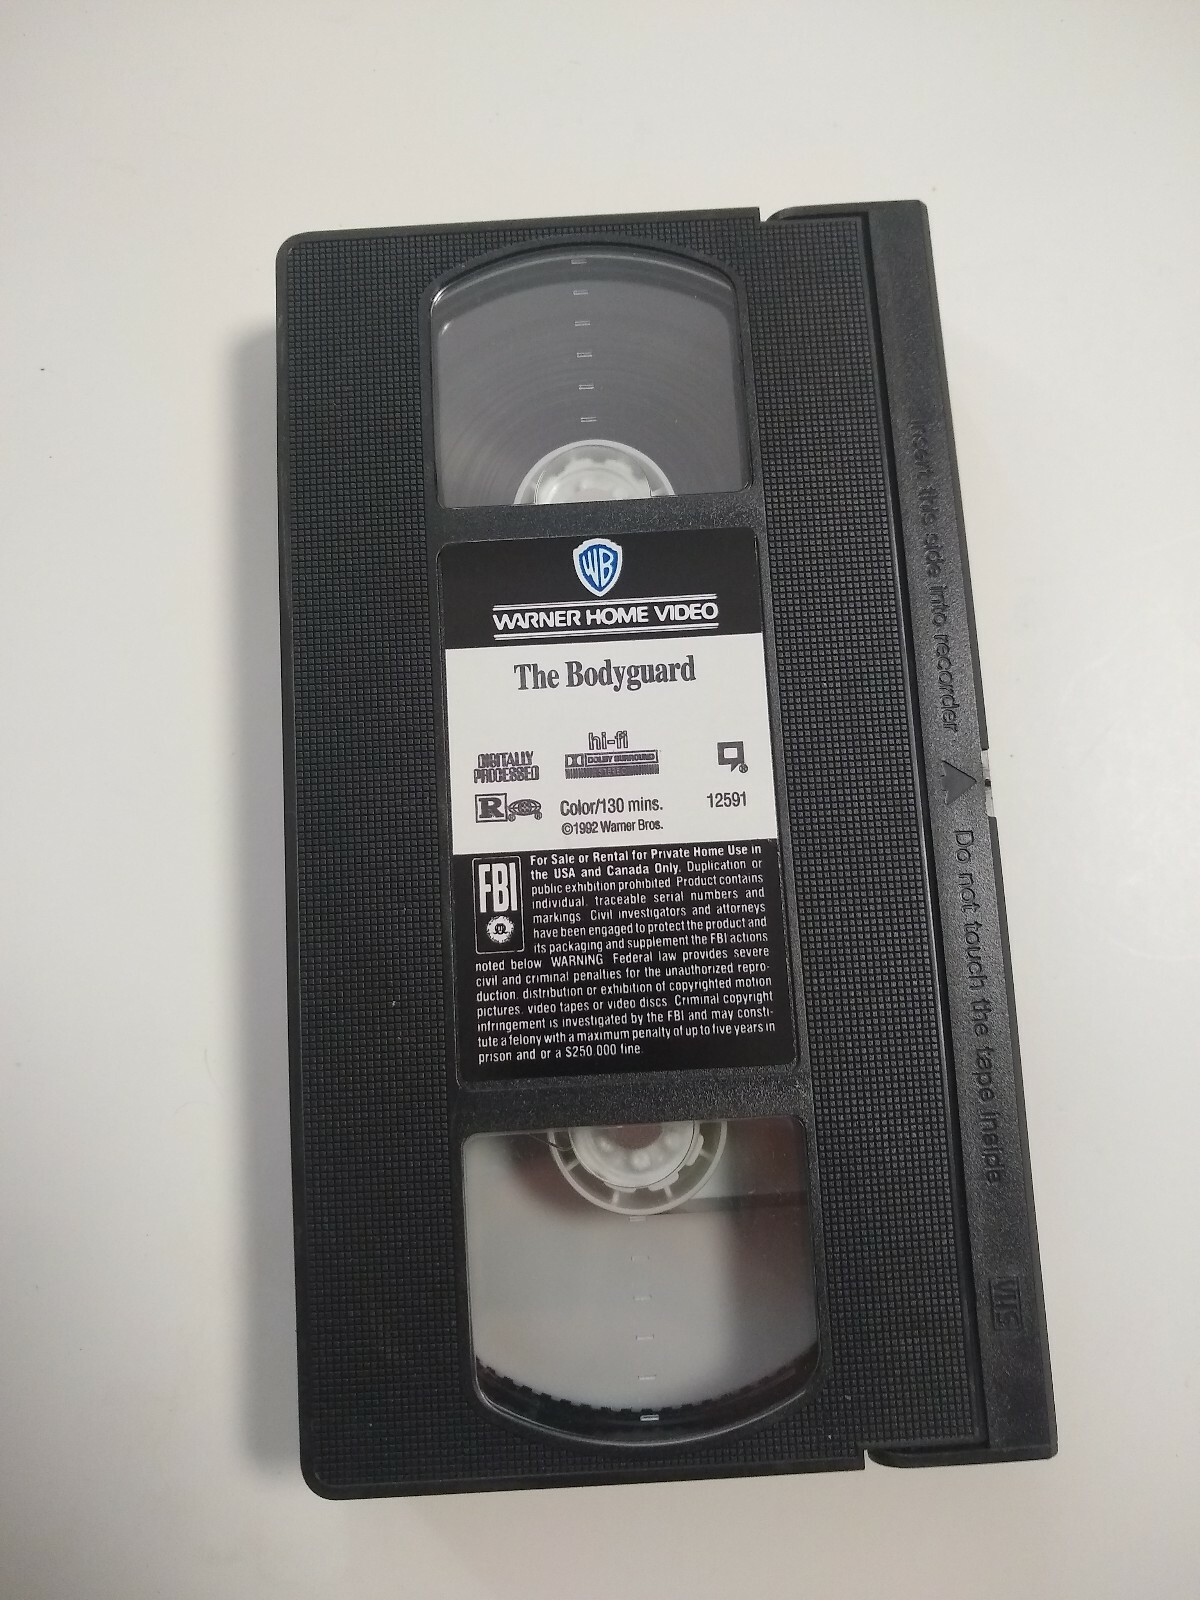 WB
WARNER HOME VIDEO
The Bodyguard
DIGITALLY
PROCESSED
hi-fi
DOLBY SURROUND
STEREO
R
Color/130 mins.
12591
©1992 Warner Bros.
FBI
For Sale or Rental for Private Home Use in
the USA and Canada Only. Duplication or
public exhibition prohibited. Product contains
individual, traceable serial numbers and
markings. Civil investigators and attorneys
have been engaged to protect the product and
its packaging and supplement the FBI actions
noted below WARNING. Federal law provides severe
civil and criminal penalties for the unauthorized repro-
duction, distribution or exhibition of copyrighted motion
pictures, video tapes or video discs. Criminal copyright
infringement is investigated by the FBI and may consti-
tute a felony with a maximum penalty of up to five years in
prison and or a $250,000 fine.
Insert this side into recorder
Do not touch the tape inside
VHS